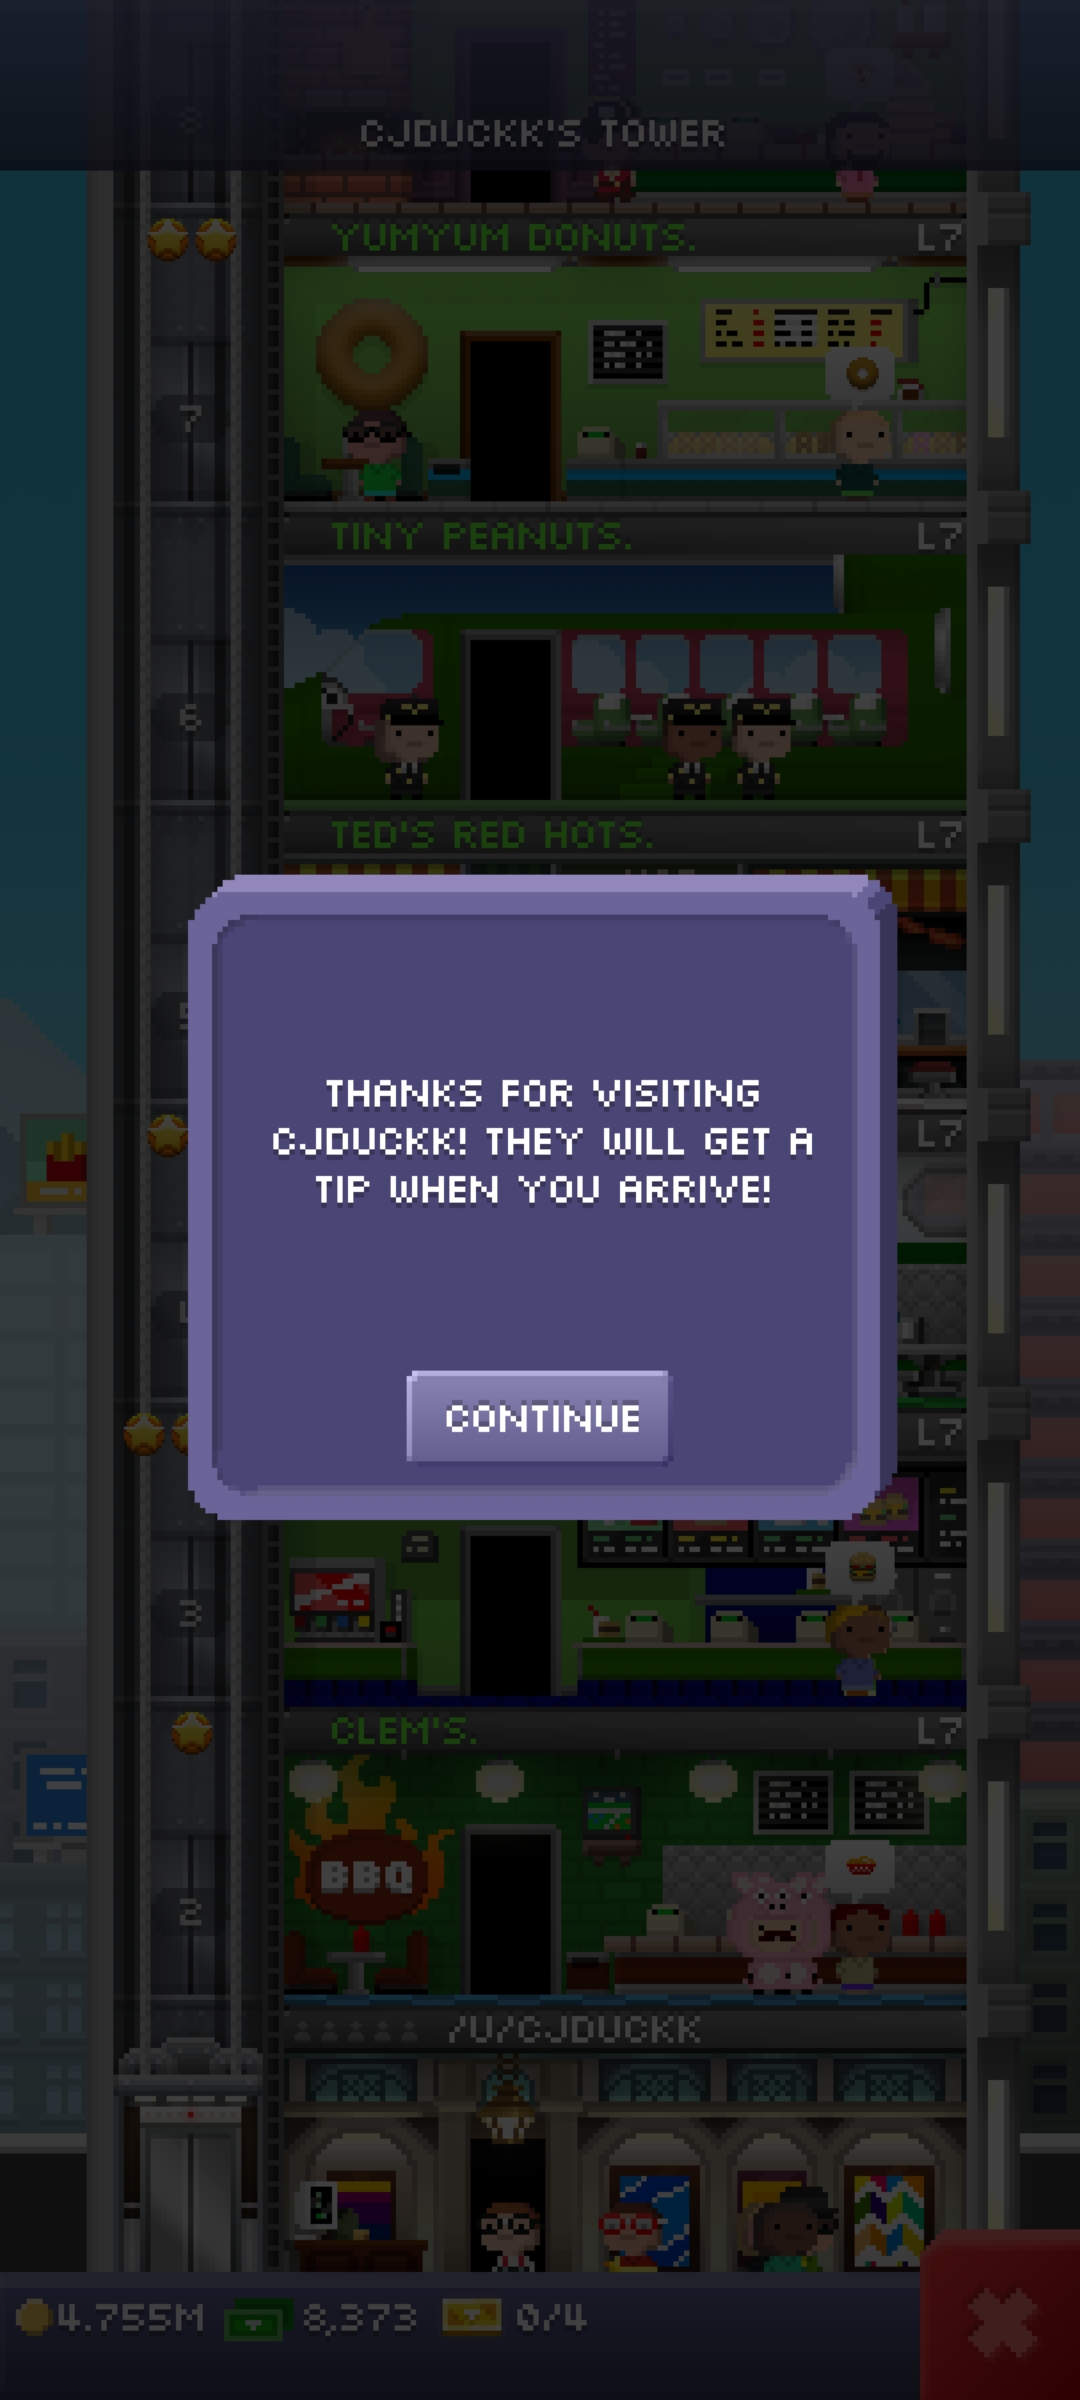 CJDUCKK'S TOWER
YUMYUM DONUTS. L7
7
TINY PEANUTS. L7
6
TED'S RED HOTS. L7
L7
THANKS FOR VISITING
CJDUCKK! THEY WILL GET A
TIP WHEN YOU ARRIVE!
CONTINUE
L7
3
CLEM'S. L7
BBQ
2
/U/CJDUCKK
4.755M 8,373 0/4